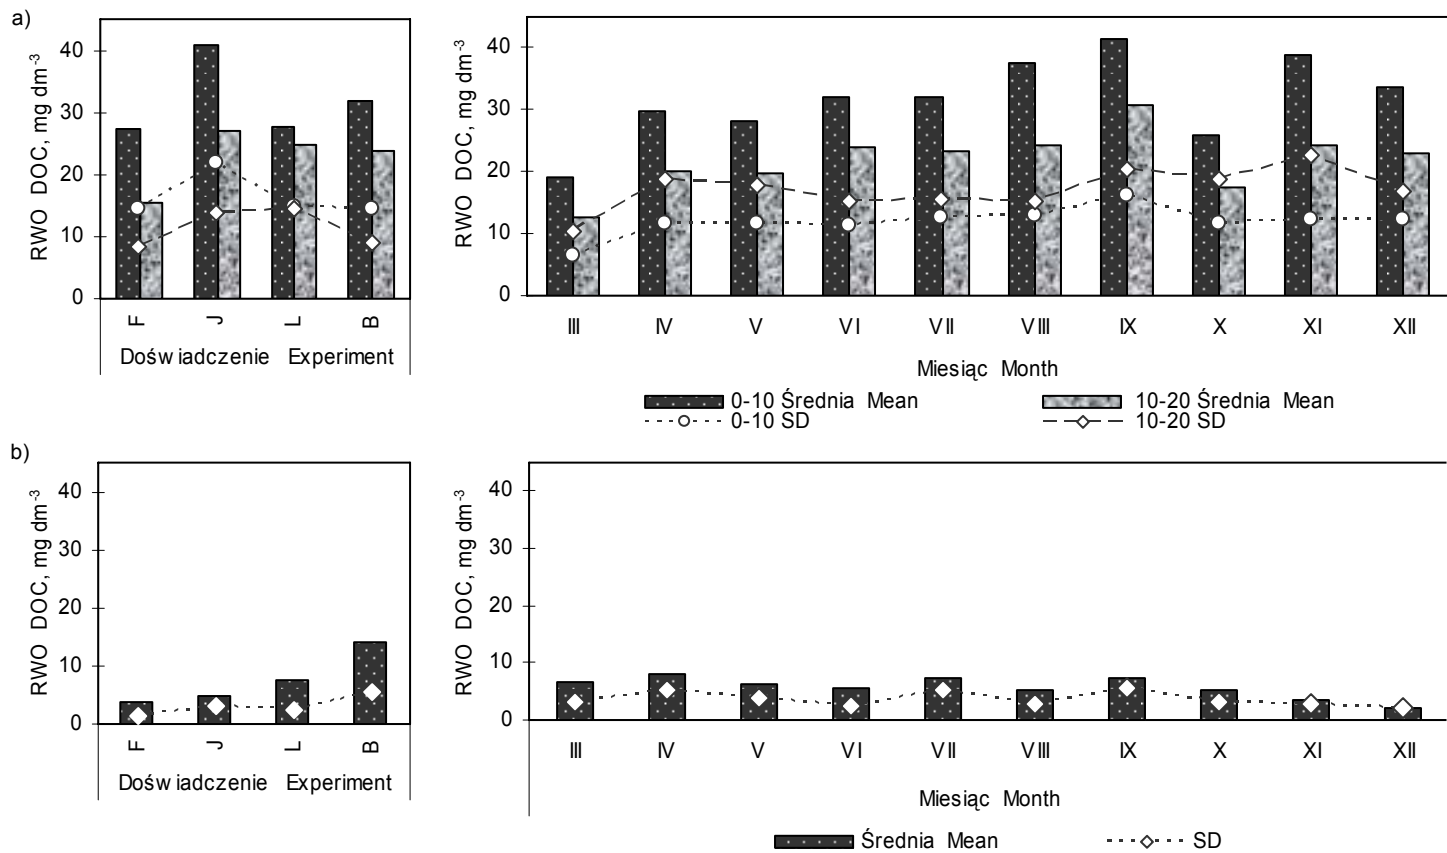 a)
RWO DOC, mg dm-3
40
30
20
10
0
F J L B
Doświadczenie Experiment
RWO DOC, mg dm-3
40
30
20
10
0
III IV V VI VII VIII IX X XI XII
Miesiąc Month
0-10 Średnia Mean 10-20 Średnia Mean
0-10 SD 10-20 SD
b)
RWO DOC, mg dm-3
40
30
20
10
0
F J L B
Doświadczenie Experiment
RWO DOC, mg dm-3
40
30
20
10
0
III IV V VI VII VIII IX X XI XII
Miesiąc Month
Średnia Mean SD